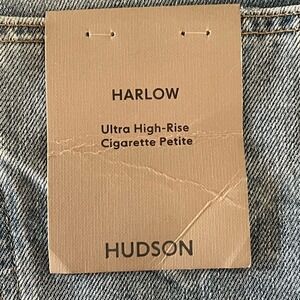 HARLOW
Ultra High-Rise
Cigarette Petite
HUDSON